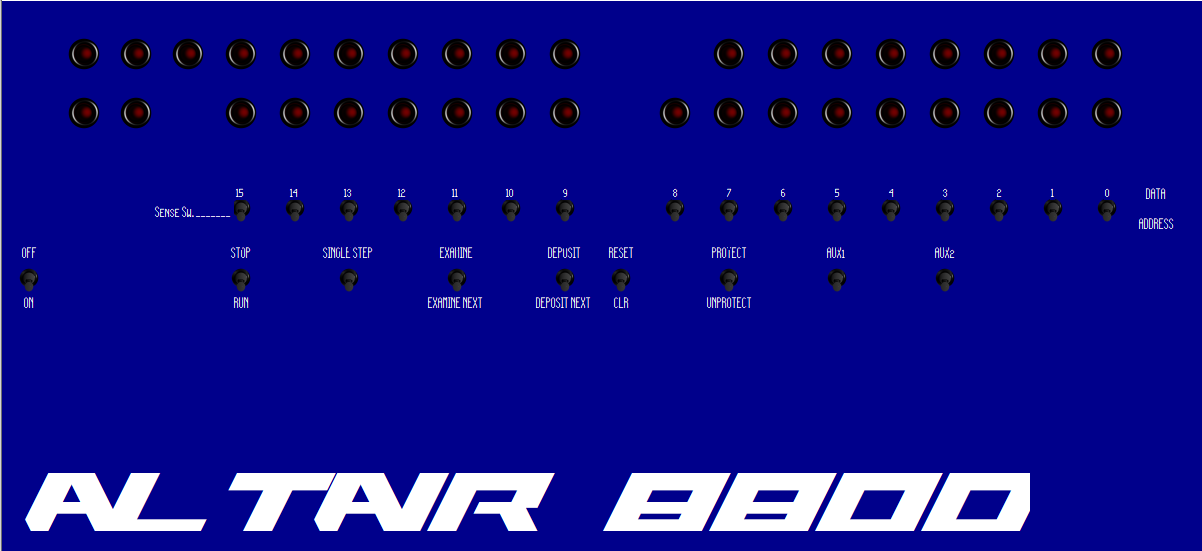 15 14 13 12 11 10 9 8 7 6 5 4 3 2 1 0 DATA
Sense Sw._______
ADDRESS
OFF STOP SINGLE STEP EXAMINE DEPOSIT RESET PROTECT AUX1 AUX2
ON RUN EXAMINE NEXT DEPOSIT NEXT CLR UNPROTECT
ALTAIR 8800